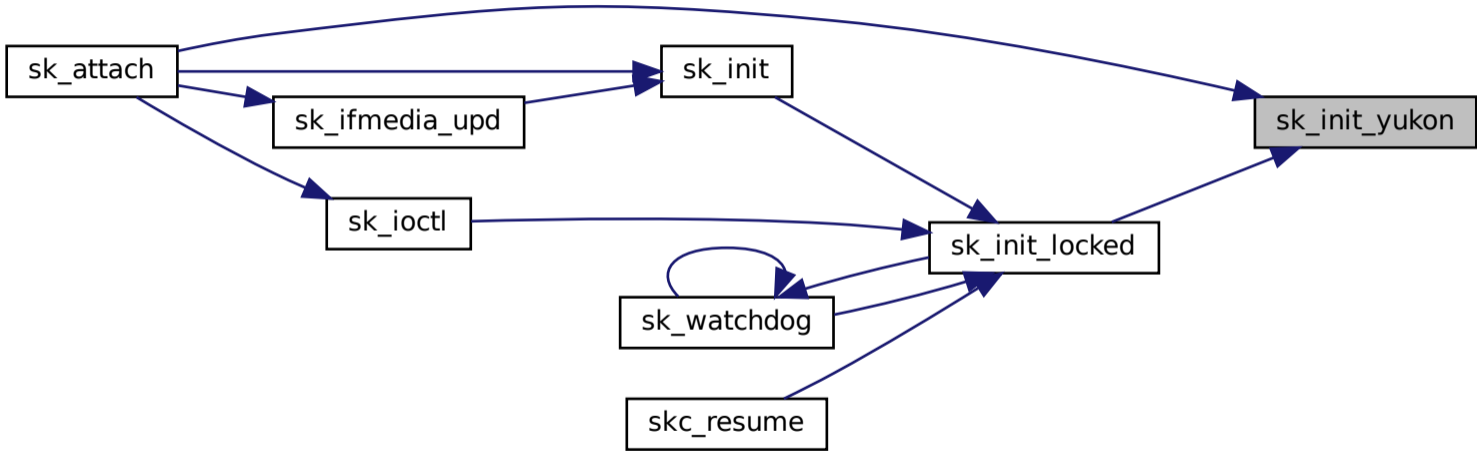 sk_attach
sk_init
sk_ifmedia_upd
sk_init_yukon
sk_ioctl
sk_init_locked
sk_watchdog
skc_resume